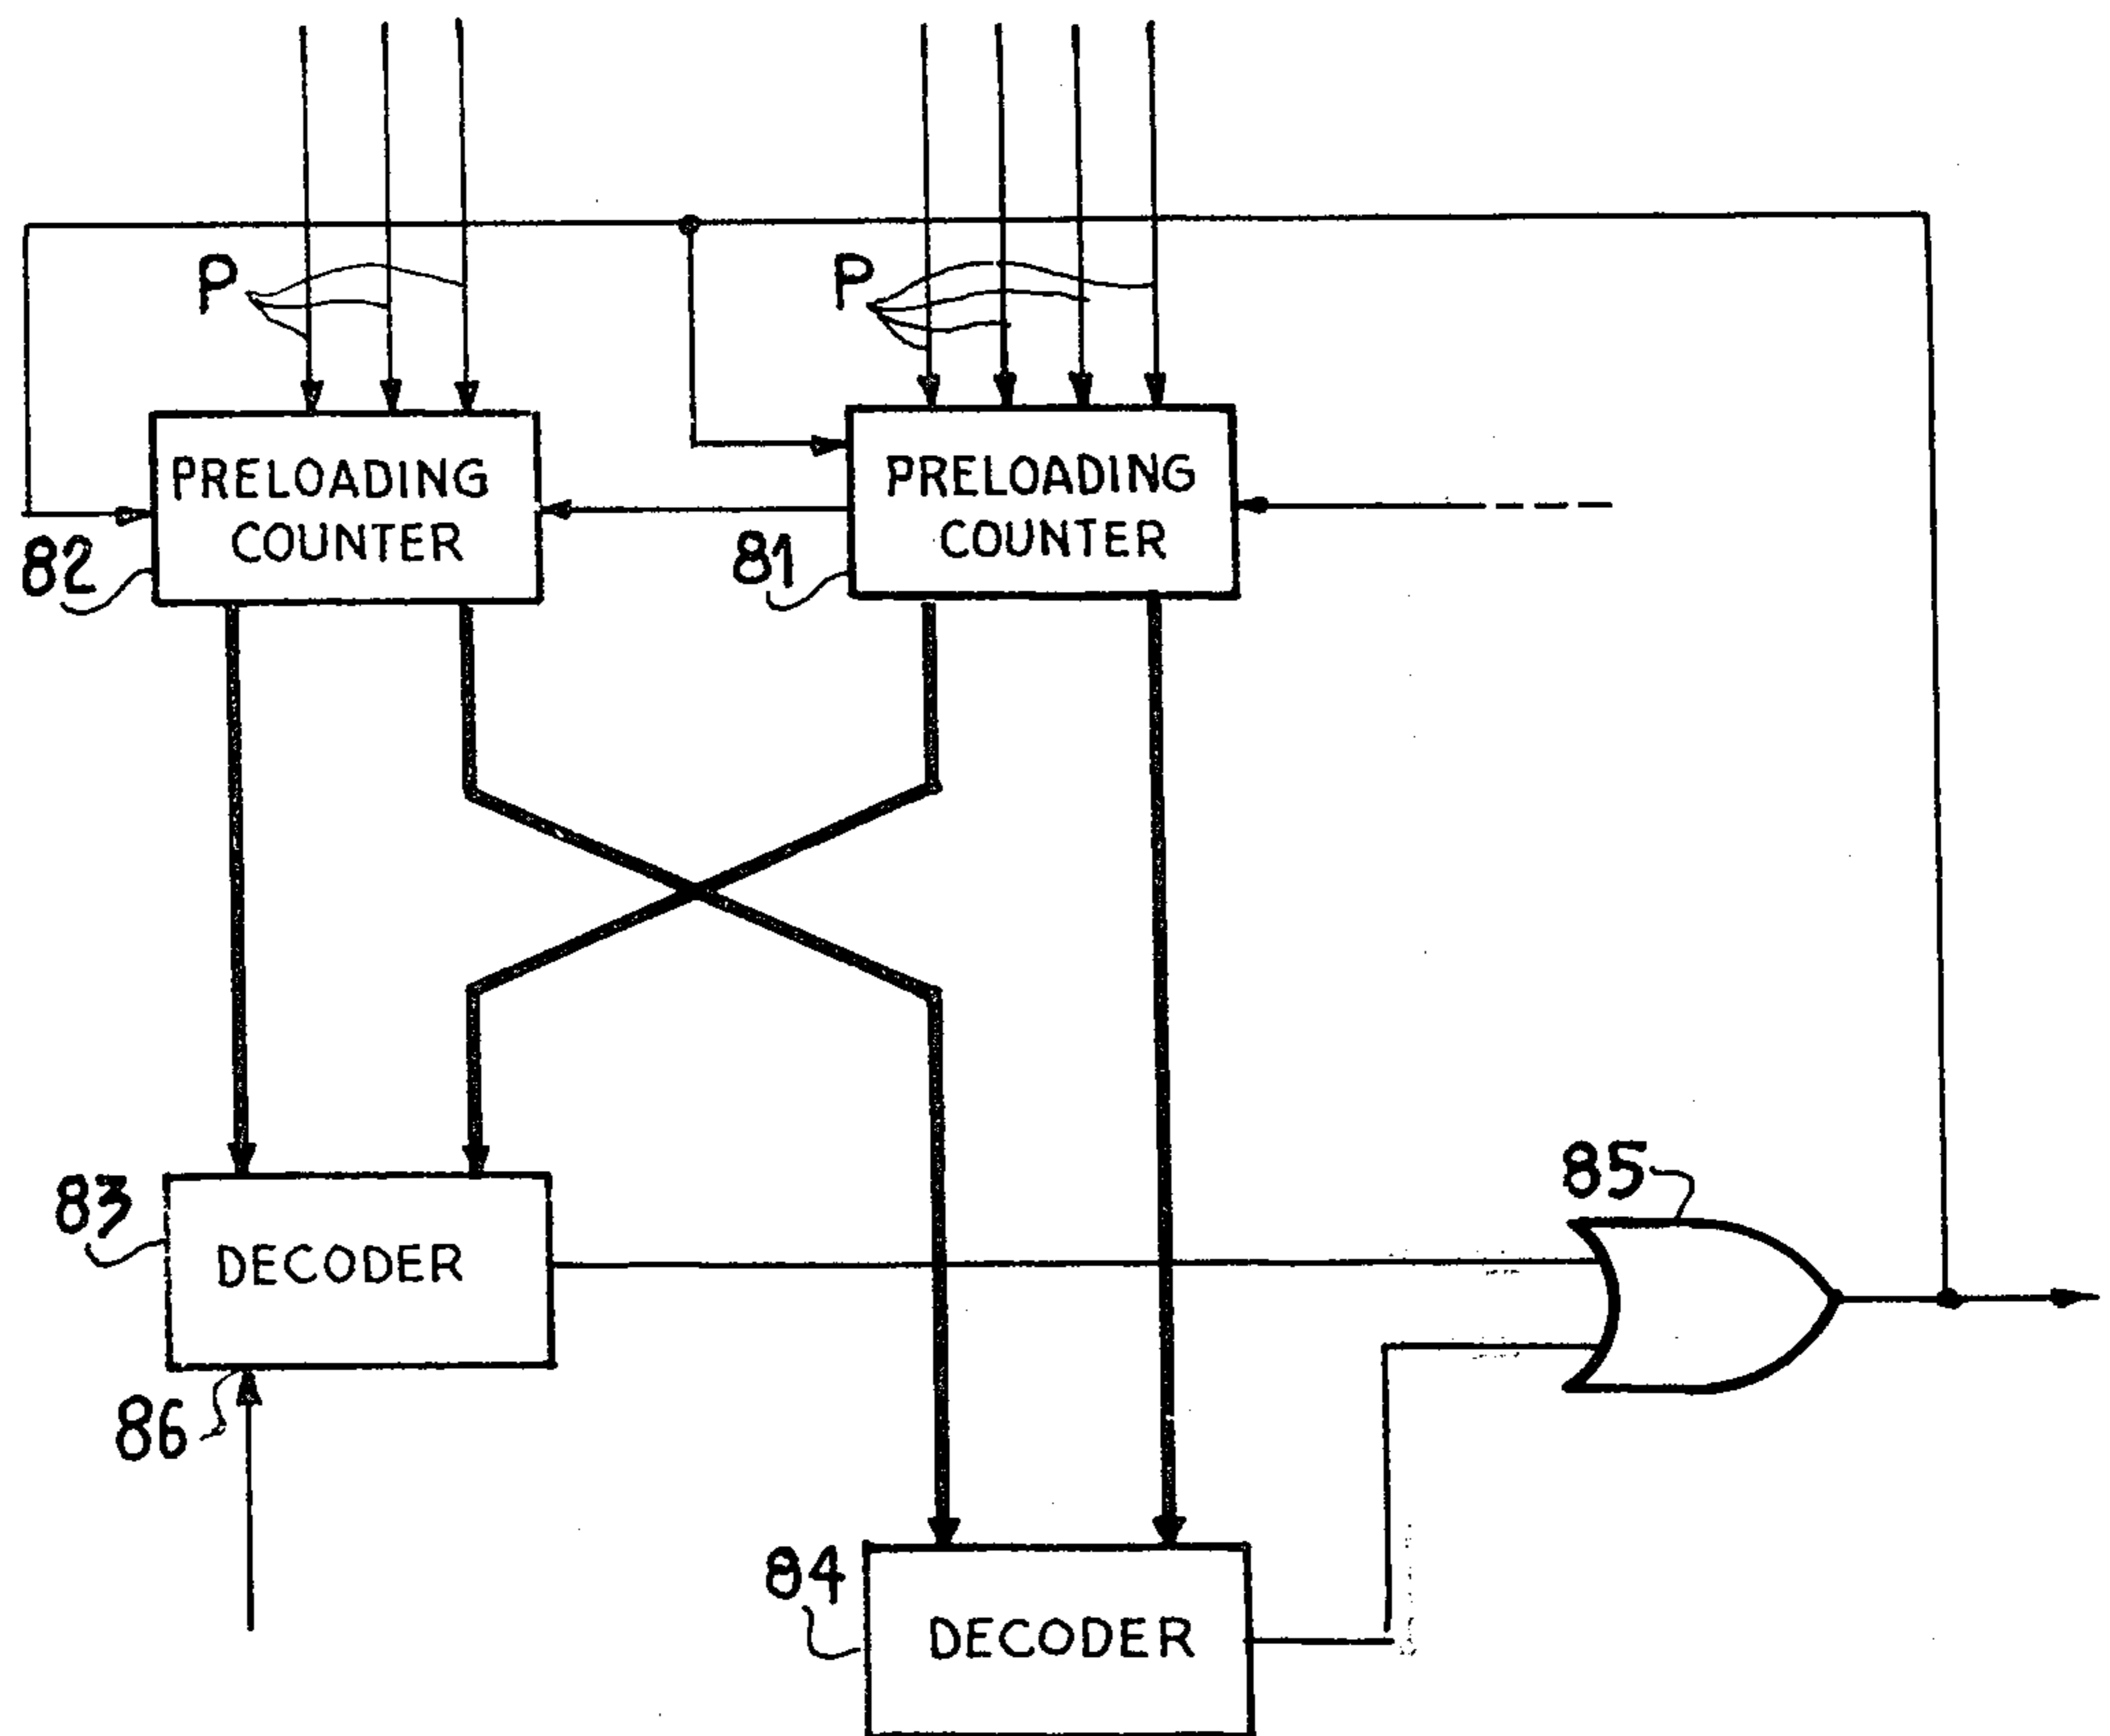 P
P
PRELOADING
COUNTER
82
PRELOADING
COUNTER
81
83
DECODER
85
86
84
DECODER